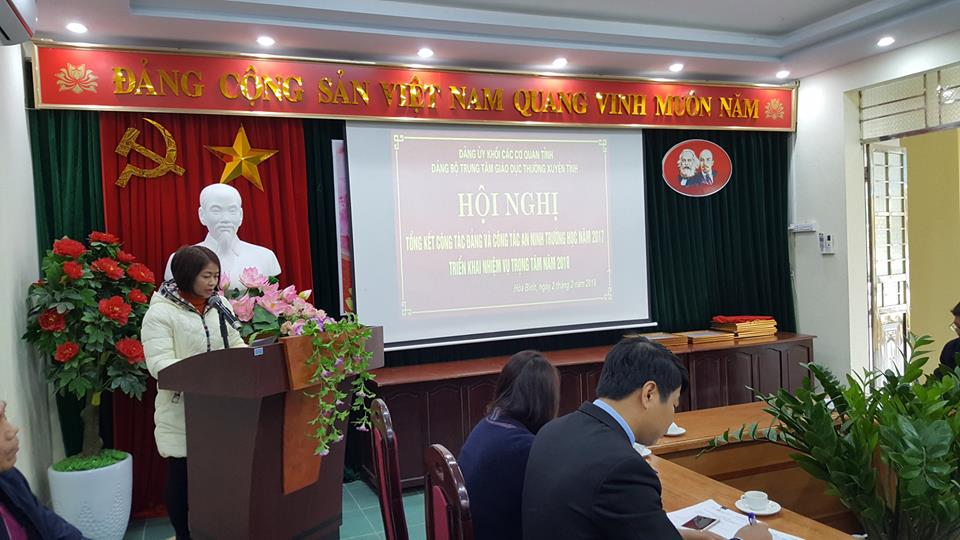 ĐẢNG CỘNG SẢN VIỆT NAM QUANG VINH MUÔN NĂM
ĐẢNG ỦY KHỐI CÁC CƠ QUAN TỈNH
ĐẢNG BỘ TRUNG TÂM GIÁO DỤC THƯỜNG XUYÊN TỈNH
HỘI NGHỊ
TỔNG KẾT CÔNG TÁC ĐẢNG VÀ CÔNG TÁC AN NINH TRƯỜNG HỌC NĂM 2017
TRIỂN KHAI NHIỆM VỤ TRỌNG TÂM NĂM 2018
Hòa Bình, ngày 2 tháng 2 năm 2018